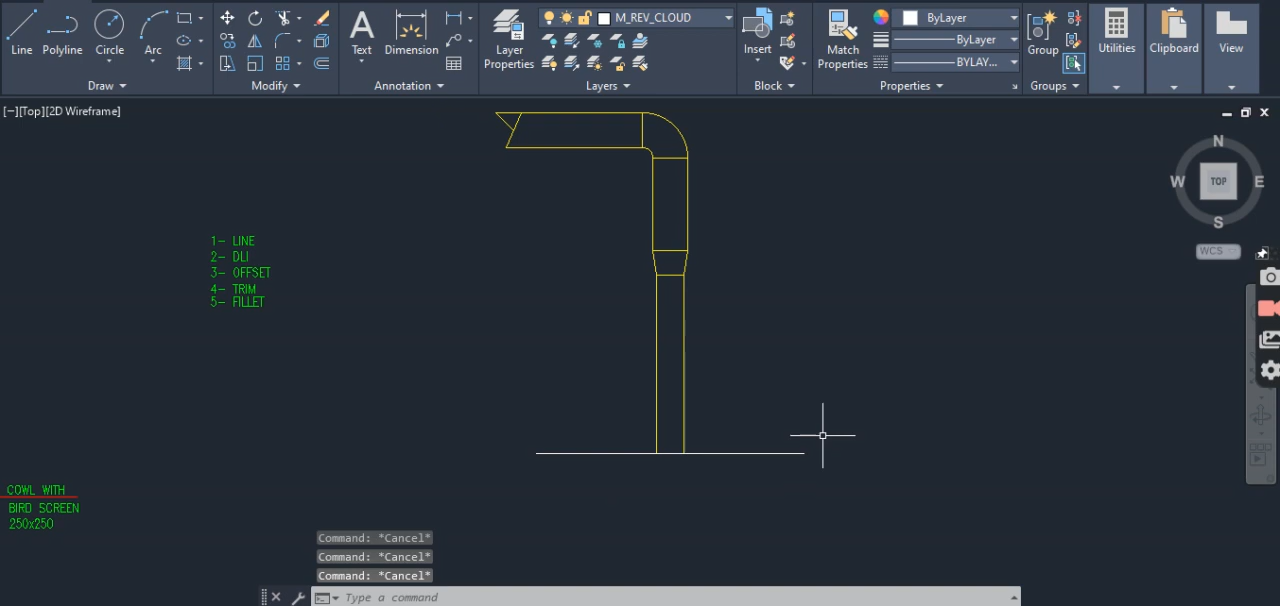 M_REV_CLOUD
ByLayer
Line Polyline Circle Arc
Text Dimension
Layer Properties
Insert
Match Properties
ByLayer
BYLAY...
Group
Utilities
Clipboard
View
Draw Modify Annotation Layers Block Properties Groups
[−][Top][2D Wireframe]
N
W TOP E
S
WCS
1- LINE
2- DLI
3- OFFSET
4- TRIM
5- FILLET
COWL WITH
BIRD SCREEN
250x250
Command: *Cancel*
Command: *Cancel*
Command: *Cancel*
Type a command